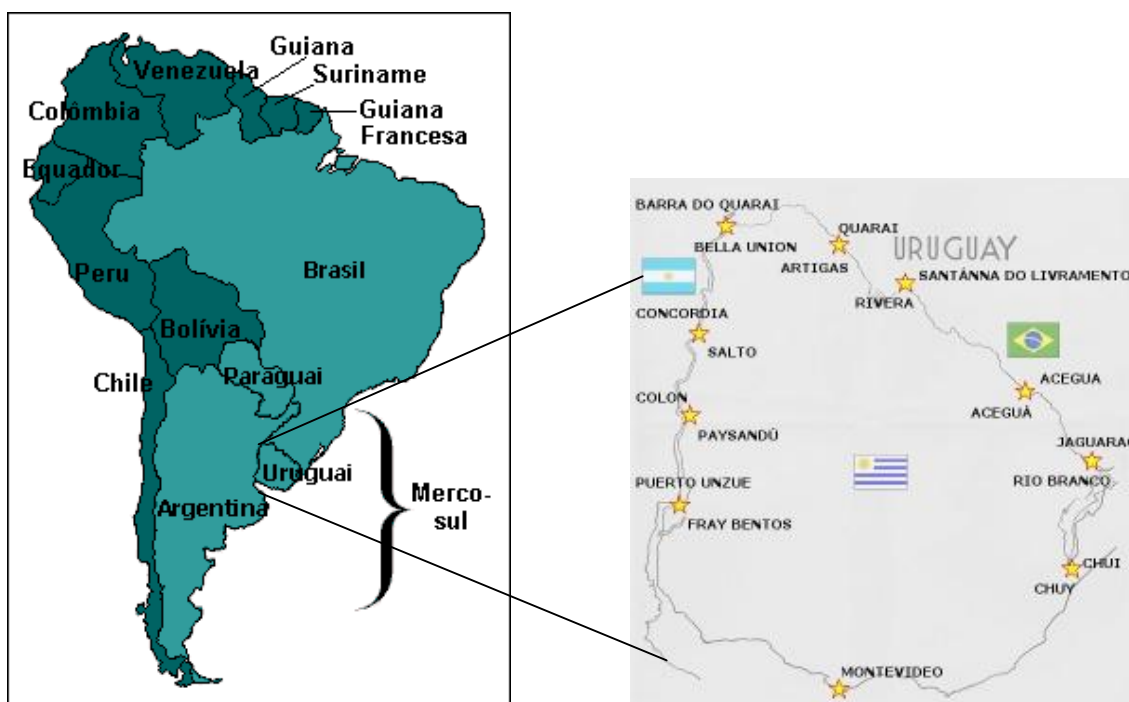 Guiana
Venezuela
Suriname
Colômbia
Guiana
Francesa
Equador
Peru
Brasil
Bolívia
Chile
Paraguai
Uruguai
Argentina
Merco-
sul
BARRA DO QUARAI
QUARAI
BELLA UNION
URUGUAY
ARTIGAS
SANTÁNNA DO LIVRAMENTO
RIVERA
CONCORDIA
SALTO
ACEGUA
COLON
ACEGUÁ
PAYSANDÚ
JAGUARAO
PUERTO UNZUE
RIO BRANCO
FRAY BENTOS
CHUI
CHUY
MONTEVIDEO